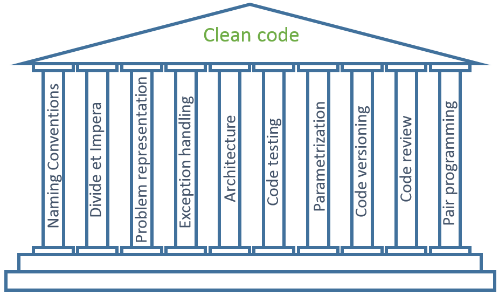 Clean code
Naming Conventions
Divide et Impera
Problem representation
Exception handling
Architecture
Code testing
Parametrization
Code versioning
Code review
Pair programming